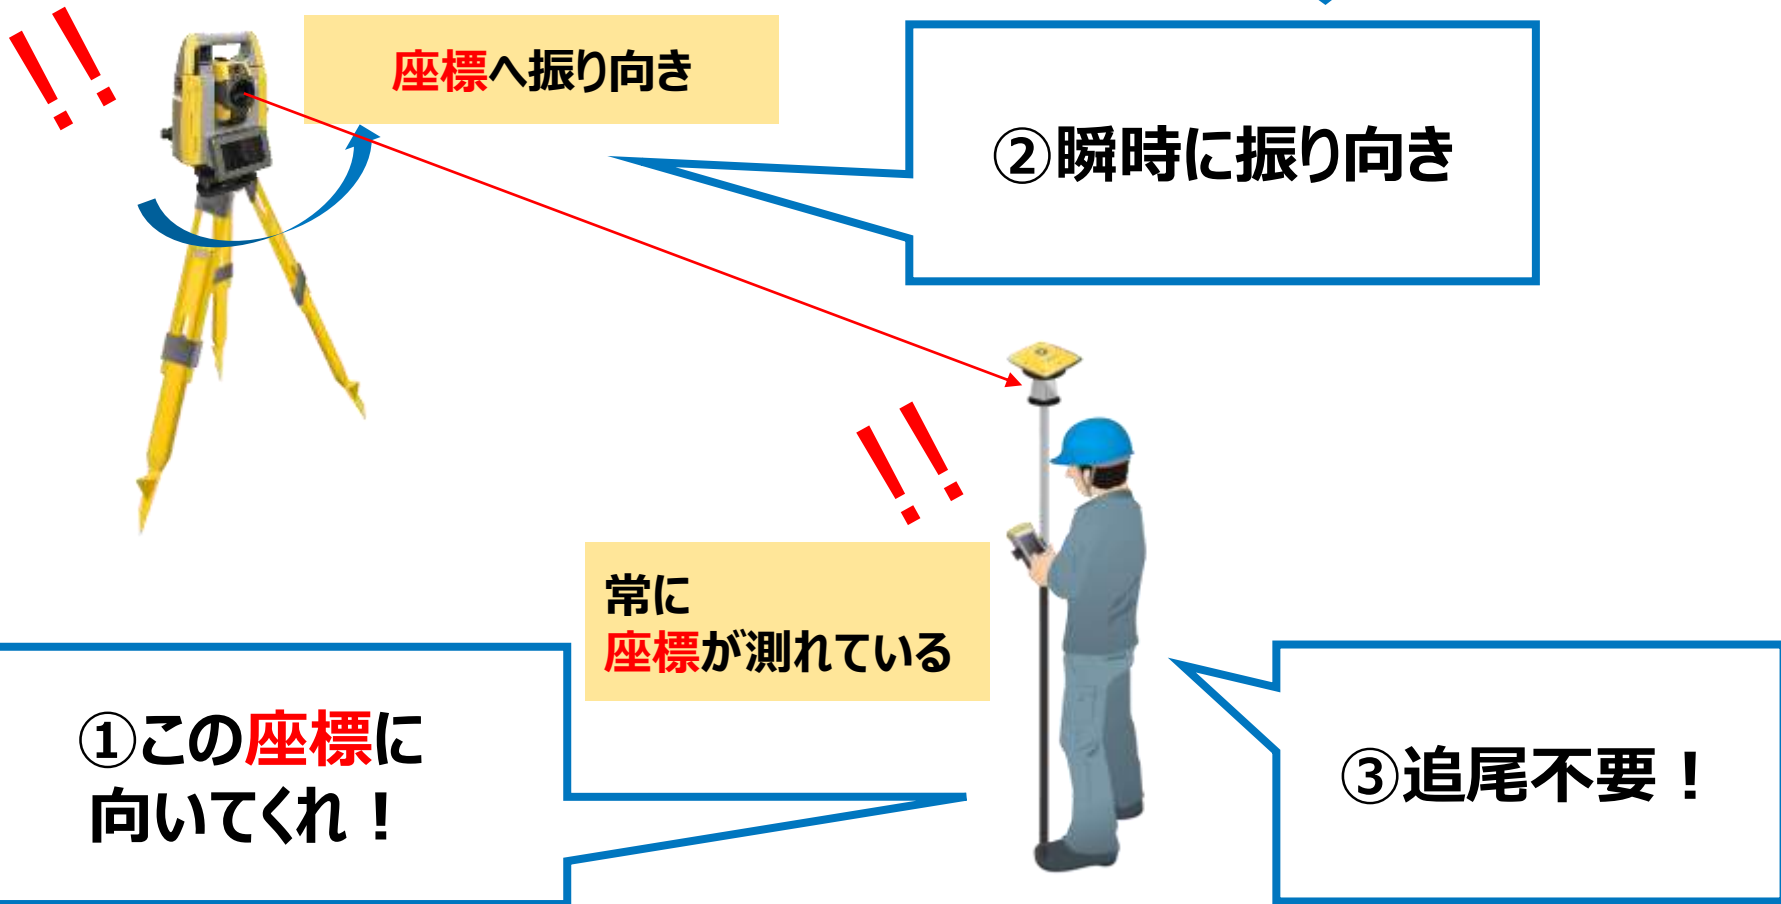 座標へ振り向き
②瞬時に振り向き
常に
座標が測れている
①この座標に
向いてくれ！
③追尾不要！